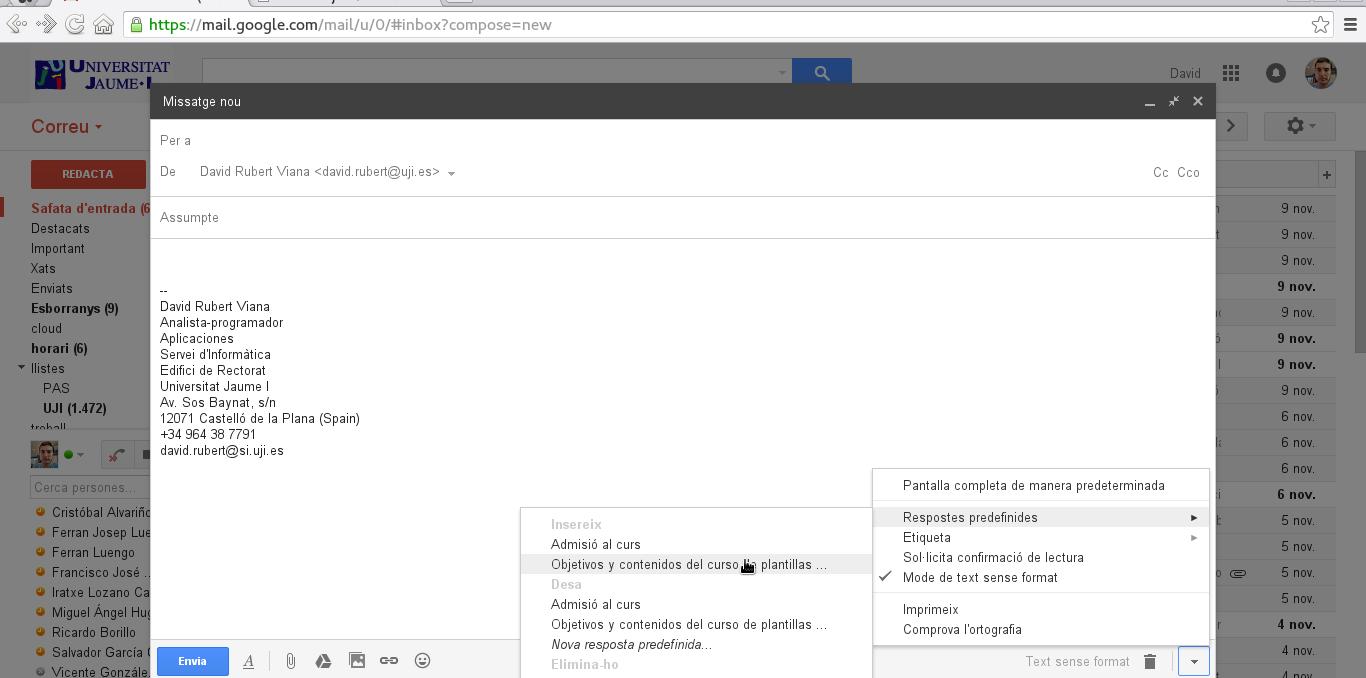 https://mail.google.com/mail/u/0/#inbox?compose=new
UNIVERSITAT
JAUME·I
David
Missatge nou
Correu
Per a
De David Rubert Viana <david.rubert@uji.es>
Cc Cco
REDACTA
Assumpte
Safata d'entrada (6
Destacats
Important
Xats
Enviats
Esborranys (9)
cloud
horari (6)
llistes
PAS
UJI (1.472)
treball
Cerca persones...
Cristóbal Alvariño
Ferran Josep Lue
Ferran Luengo
Francisco José ..
Iratxe Lozano Ca
Miguel Ángel Hug
Ricardo Borillo
Salvador García
Vicente Gonzále.
--
David Rubert Viana
Analista-programador
Aplicaciones
Servei d'Informàtica
Edifici de Rectorat
Universitat Jaume I
Av. Sos Baynat, s/n
12071 Castelló de la Plana (Spain)
+34 964 38 7791
david.rubert@si.uji.es
9 nov.
9 nov.
9 nov.
9 nov.
9 nov.
9 nov.
9 nov.
9 nov.
6 nov.
6 nov.
6 nov.
6 nov.
5 nov.
5 nov.
5 nov.
5 nov.
4 nov.
4 nov.
Insereix
Admisió al curs
Objetivos y contenidos del curso de plantillas ...
Desa
Admisió al curs
Objetivos y contenidos del curso de plantillas ...
Nova resposta predefinida...
Elimina-ho
Pantalla completa de manera predeterminada
Respostes predefinides
Etiqueta
Sol·licita confirmació de lectura
Mode de text sense format
Imprimeix
Comprova l'ortografia
Envia
Text sense format